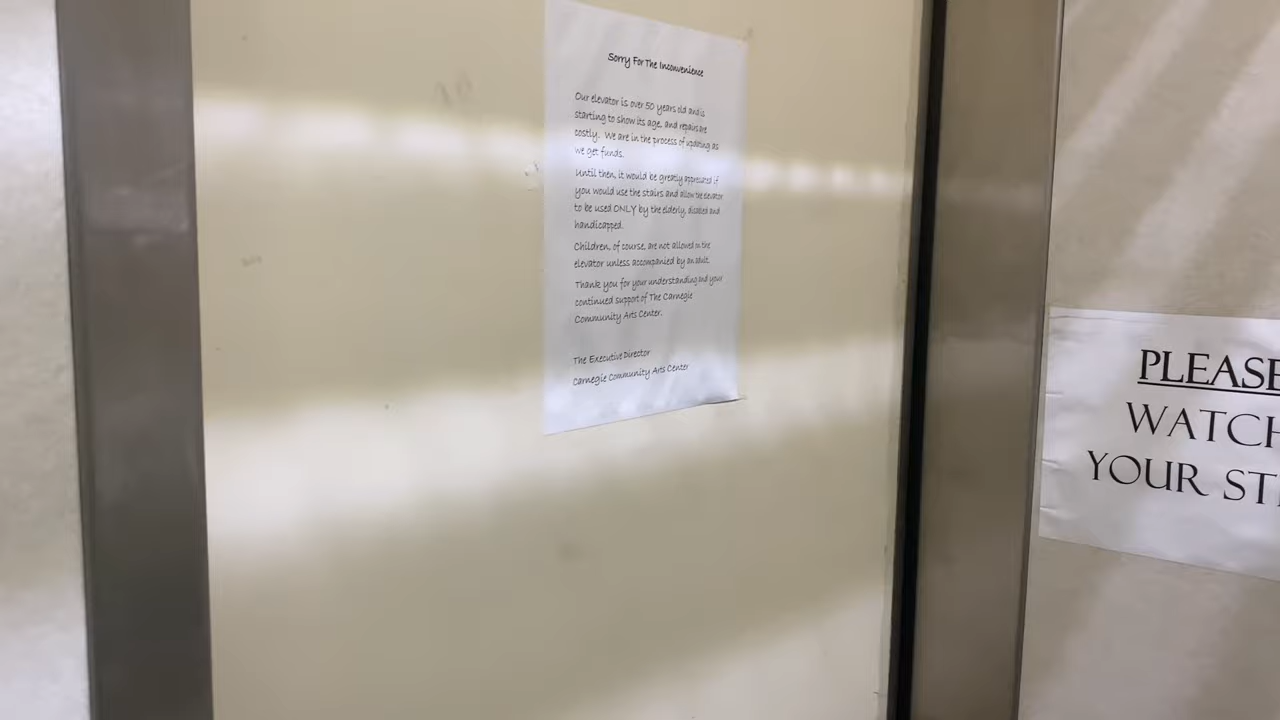 Sorry For The Inconvenience
Our elevator is over 50 years old and is
starting to show its age, and repairs are
costly. We are in the process of updating as
we get funds.
Until then, it would be greatly appreciated if
you would use the stairs and allow the elevator
to be used ONLY by the elderly, disabled and
handicapped.
Children, of course, are not allowed on the
elevator unless accompanied by an adult.
Thank you for your understanding and your
continued support of The Carnegie
Community Arts Center.
The Executive Director
Carnegie Community Arts Center
PLEASE
WATCH
YOUR ST